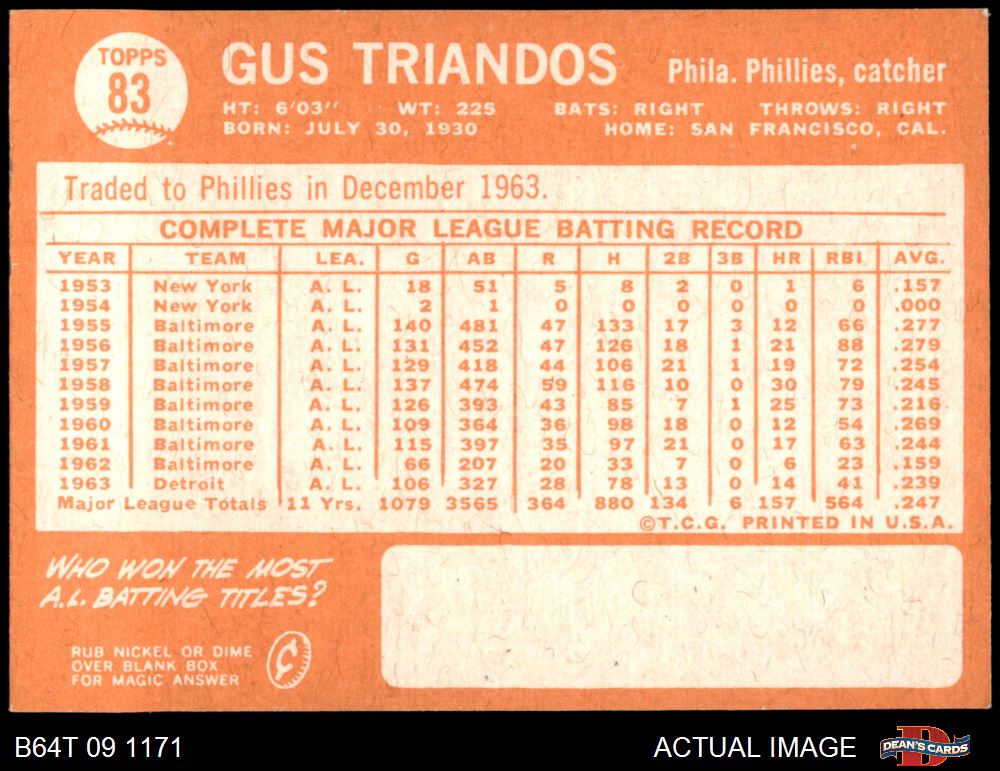 TOPPS
83
GUS TRIANDOS Phila. Phillies, catcher
HT: 6'03" WT: 225 BATS: RIGHT THROWS: RIGHT
BORN: JULY 30, 1930 HOME: SAN FRANCISCO, CAL.
Traded to Phillies in December 1963.
COMPLETE MAJOR LEAGUE BATTING RECORD
YEAR TEAM LEA. G AB R H 2B 3B HR RBI AVG.
1953 New York A. L. 18 51 5 8 2 0 1 6 .157
1954 New York A. L. 2 1 0 0 0 0 0 0 .000
1955 Baltimore A. L. 140 481 47 133 17 3 12 66 .277
1956 Baltimore A. L. 131 452 47 126 18 1 21 88 .279
1957 Baltimore A. L. 129 418 44 106 21 1 19 72 .254
1958 Baltimore A. L. 137 474 59 116 10 0 30 79 .245
1959 Baltimore A. L. 126 393 43 85 7 1 25 73 .216
1960 Baltimore A. L. 109 364 36 98 18 0 12 54 .269
1961 Baltimore A. L. 115 397 35 97 21 0 17 63 .244
1962 Baltimore A. L. 66 207 20 33 7 0 6 23 .159
1963 Detroit A. L. 106 327 28 78 13 0 14 41 .239
Major League Totals 11 Yrs. 1079 3565 364 880 134 6 157 564 .247
©T.C.G. PRINTED IN U.S.A.
WHO WON THE MOST
A.L. BATTING TITLES?
RUB NICKEL OR DIME
OVER BLANK BOX
FOR MAGIC ANSWER
¢
B64T 09 1171 ACTUAL IMAGE DEAN'S CARDS